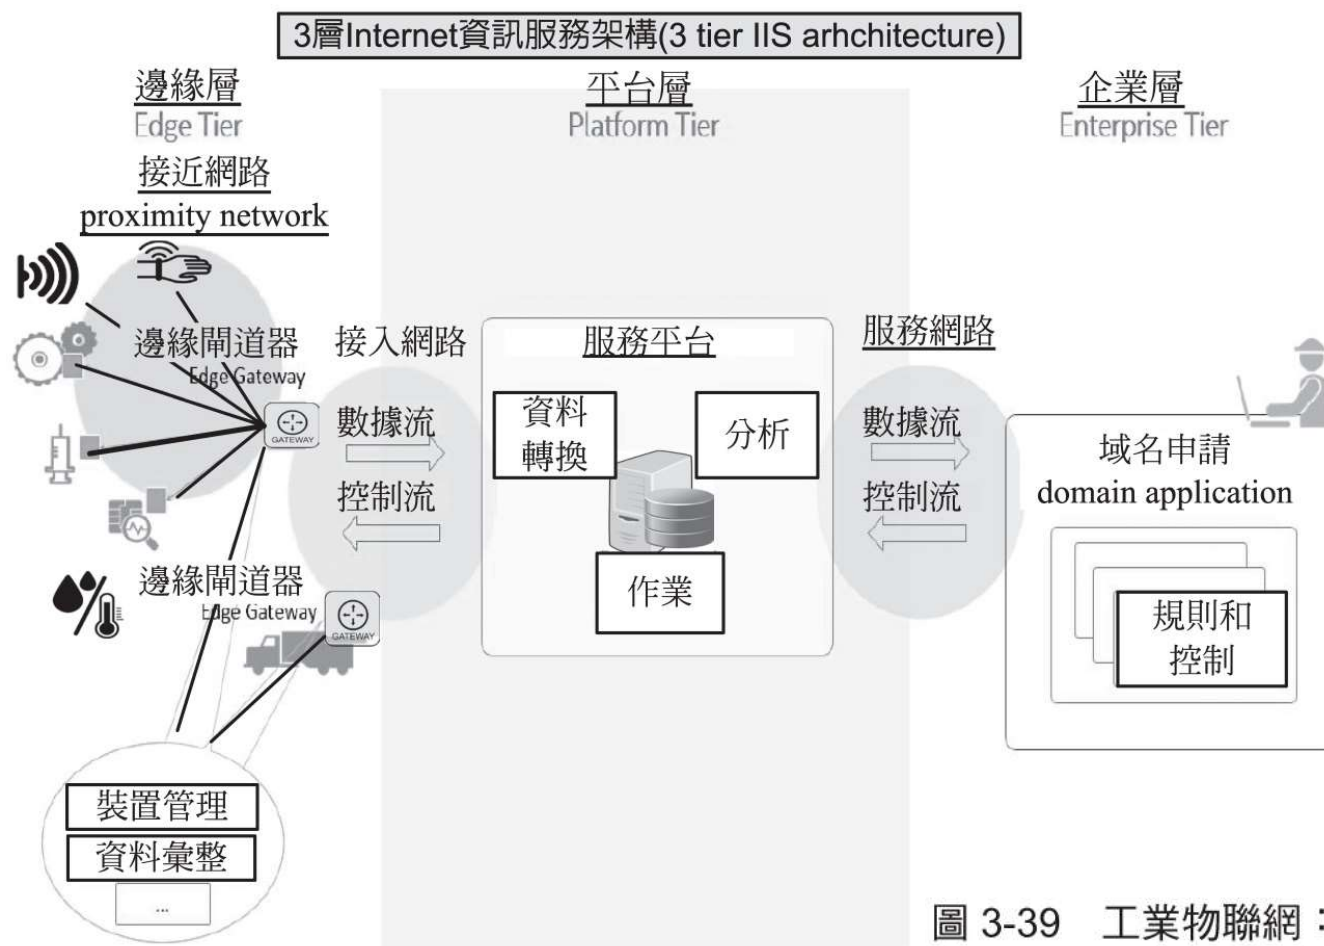 3層Internet資訊服務架構(3 tier IIS arhchitecture)
邊緣層
Edge Tier
平台層
Platform Tier
企業層
Enterprise Tier
接近網路
proximity network
邊緣閘道器
Edge Gateway
GATEWAY
接入網路
數據流
控制流
服務平台
資料
轉換
分析
作業
服務網路
數據流
控制流
域名申請
domain application
規則和
控制
邊緣閘道器
Edge Gateway
GATEWAY
裝置管理
資料彙整
...
圖 3-39 工業物聯網：